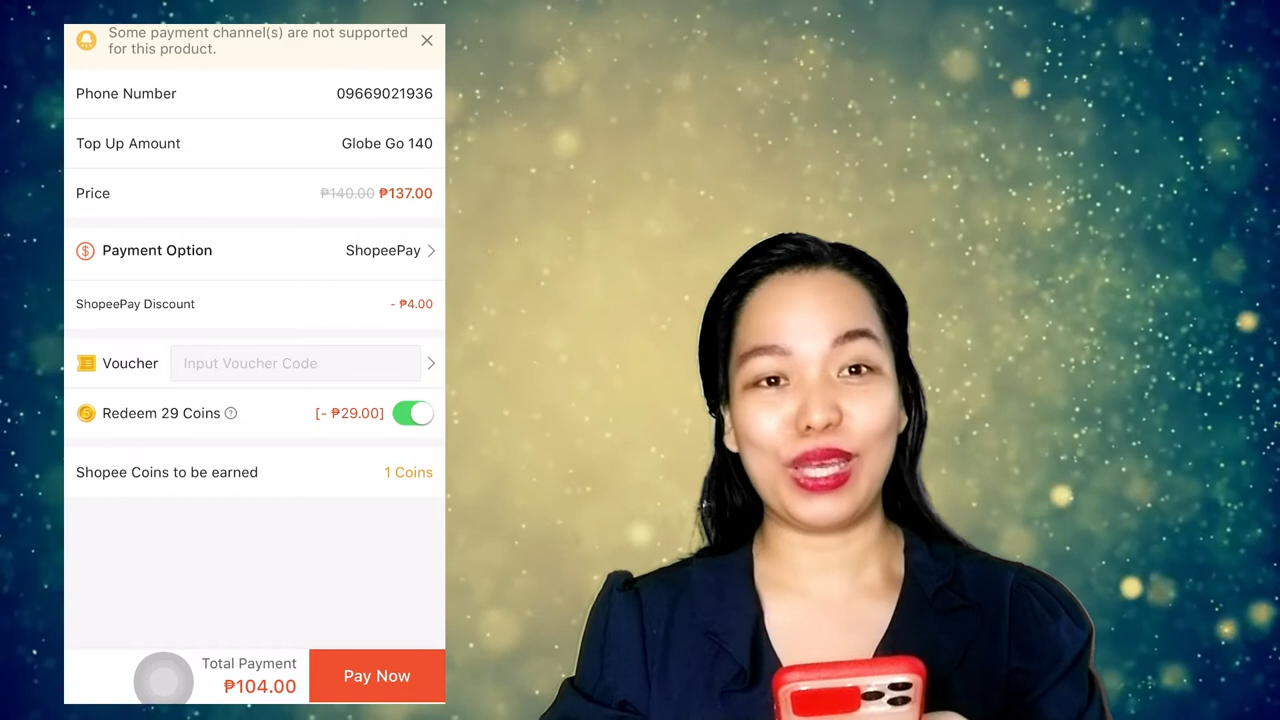 Some payment channel(s) are not supported
for this product.
Phone Number 09669021936
Top Up Amount Globe Go 140
Price ₱140.00 ₱137.00
Payment Option ShopeePay
ShopeePay Discount - ₱4.00
Voucher Input Voucher Code
Redeem 29 Coins ? [- ₱29.00]
Shopee Coins to be earned 1 Coins
Total Payment
₱104.00
Pay Now